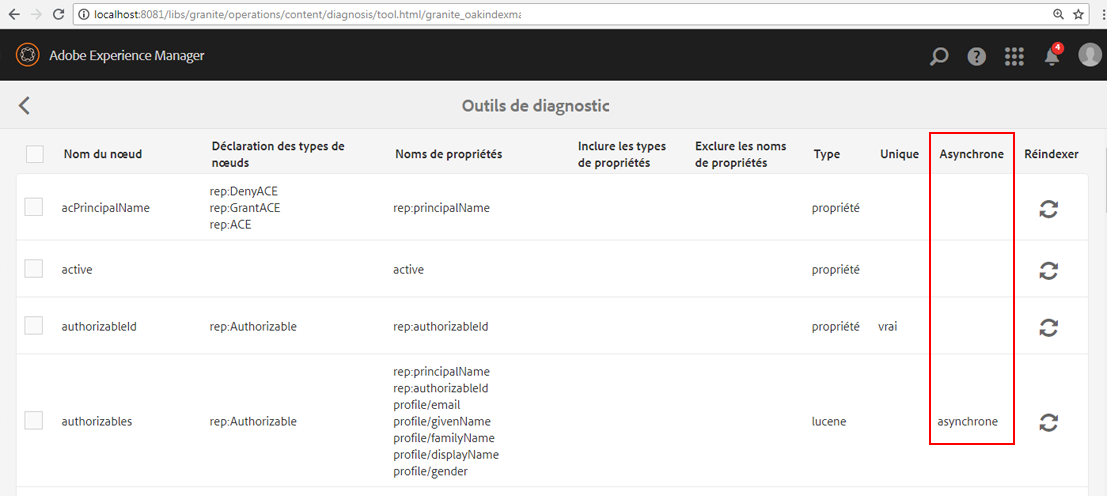 localhost:8081/libs/granite/operations/content/diagnosis/tool.html/granite_oakindexma
Adobe Experience Manager
4
Outils de diagnostic
Nom du nœud
Déclaration des types de
nœuds
Noms de propriétés
Inclure les types
de propriétés
Exclure les noms
de propriétés
Type
Unique
Asynchrone
Réindexer
acPrincipalName
rep:DenyACE
rep:GrantACE
rep:ACE
rep:principalName
propriété
active
active
propriété
authorizableId
rep:Authorizable
rep:authorizableId
propriété
vrai
authorizables
rep:Authorizable
rep:principalName
rep:authorizableId
profile/email
profile/givenName
profile/familyName
profile/displayName
profile/gender
lucene
asynchrone